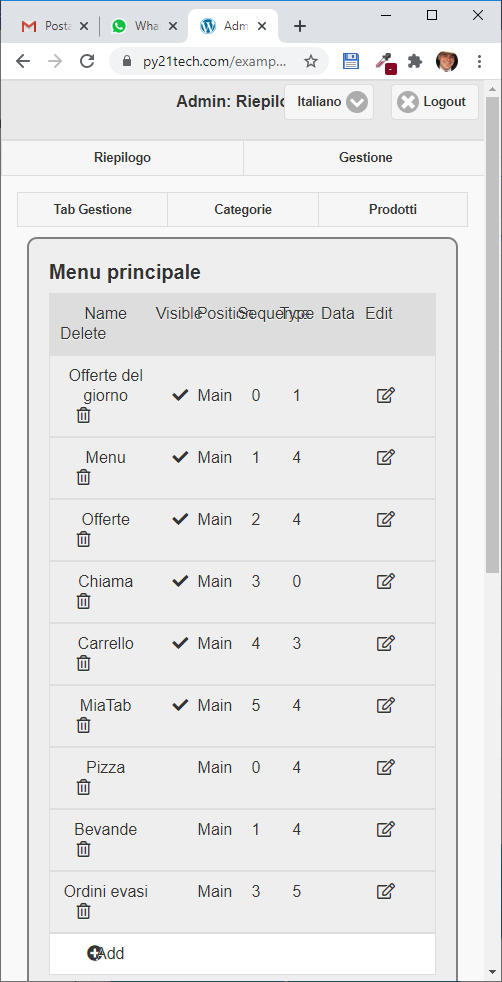 Posta
Wha
Adm
py21tech.com/examp...
Admin: Riepilo
Italiano
Logout
Riepilogo Gestione
Tab Gestione Categorie Prodotti
Menu principale
Name Visible Position Sequence Type Data Edit
Delete
Offerte del
giorno Main 0 1
Menu Main 1 4
Offerte Main 2 4
Chiama Main 3 0
Carrello Main 4 3
MiaTab Main 5 4
Pizza Main 0 4
Bevande Main 1 4
Ordini evasi Main 3 5
Add